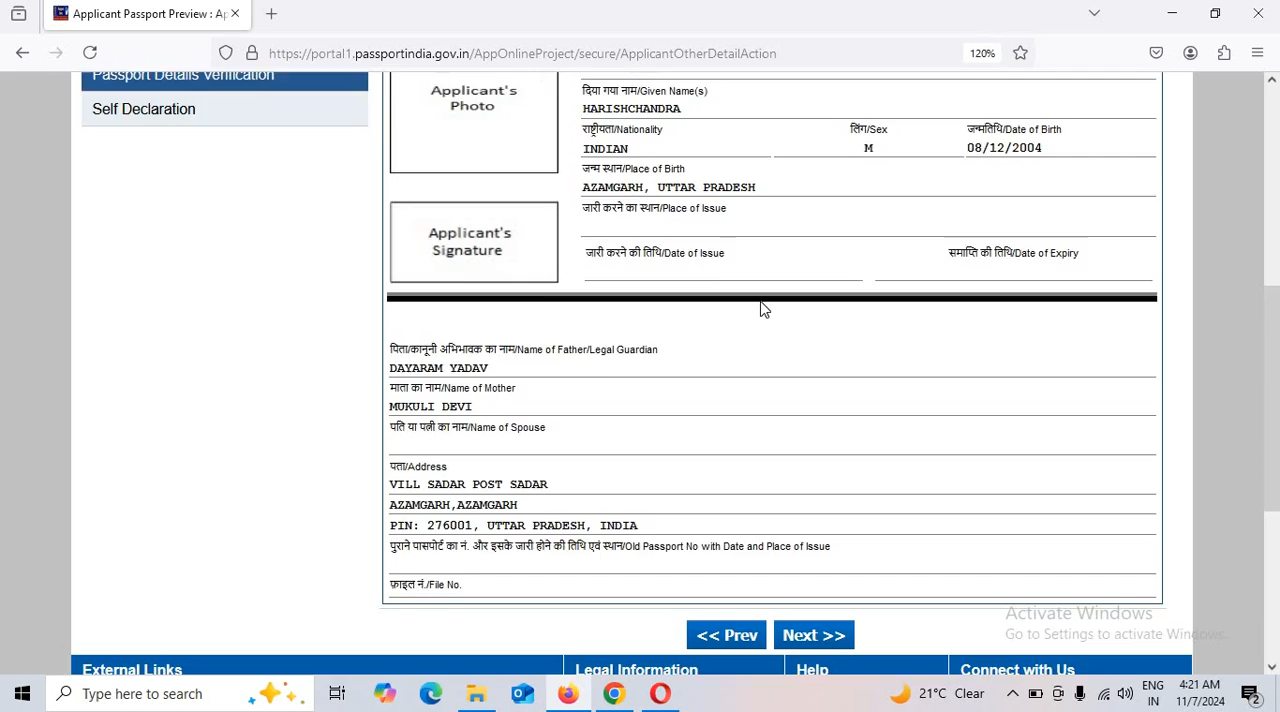 Applicant Passport Preview : Ap
https://portal1.passportindia.gov.in/AppOnlineProject/secure/ApplicantOtherDetailAction
120%
Passport Details Verification
Self Declaration
Applicant's
Photo
दिया गया नाम/Given Name(s)
HARISHCHANDRA
राष्ट्रीयता/Nationality
लिंग/Sex
जन्मतिथि/Date of Birth
INDIAN
M
08/12/2004
जन्म स्थान/Place of Birth
AZAMGARH, UTTAR PRADESH
जारी करने का स्थान/Place of Issue
Applicant's
Signature
जारी करने की तिथि/Date of Issue
समाप्ति की तिथि/Date of Expiry
पिता/कानूनी अभिभावक का नाम/Name of Father/Legal Guardian
DAYARAM YADAV
माता का नाम/Name of Mother
MUKULI DEVI
पति या पत्नी का नाम/Name of Spouse
पता/Address
VILL SADAR POST SADAR
AZAMGARH,AZAMGARH
PIN: 276001, UTTAR PRADESH, INDIA
पुराने पासपोर्ट का नं. और इसके जारी होने की तिथि एवं स्थान/Old Passport No with Date and Place of Issue
फ़ाइल नं./File No.
<< Prev
Next >>
Activate Windows
Go to Settings to activate Windows.
External Links
Legal Information
Help
Connect with Us
Type here to search
21°C Clear
ENG
IN
4:21 AM
11/7/2024
2